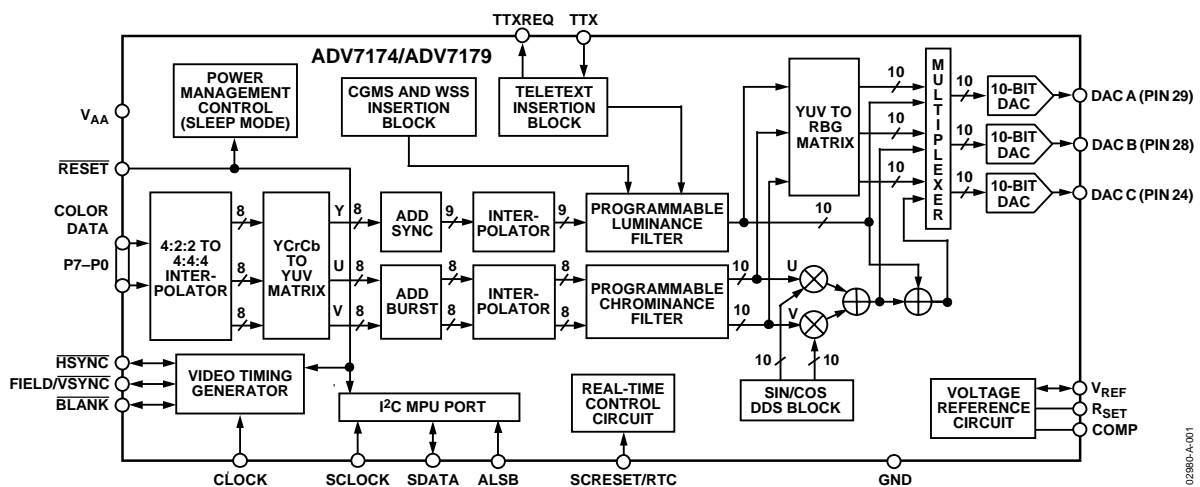 TTXREQ TTX
ADV7174/ADV7179
POWER
MANAGEMENT
CONTROL
(SLEEP MODE)
CGMS AND WSS
INSERTION
BLOCK
TELETEXT
INSERTION
BLOCK
YUV TO
RBG
MATRIX
10
10
10
M
U
L
T
I
P
L
E
X
E
R
10
10
10
10-BIT
DAC
10-BIT
DAC
10-BIT
DAC
DAC A (PIN 29)
DAC B (PIN 28)
DAC C (PIN 24)
VAA
RESET
COLOR
DATA
P7–P0
4:2:2 TO
4:4:4
INTER-
POLATOR
8
8
8
YCrCb
TO
YUV
MATRIX
Y 8
U 8
V 8
ADD
SYNC
9
INTER-
POLATOR
9
PROGRAMMABLE
LUMINANCE
FILTER
10
ADD
BURST
8
8
INTER-
POLATOR
8
8
PROGRAMMABLE
CHROMINANCE
FILTER
10
10
U
V
10 10
SIN/COS
DDS BLOCK
HSYNC
FIELD/VSYNC
BLANK
VIDEO TIMING
GENERATOR
I2C MPU PORT
REAL-TIME
CONTROL
CIRCUIT
VOLTAGE
REFERENCE
CIRCUIT
VREF
RSET
COMP
CLOCK SCLOCK SDATA ALSB SCRESET/RTC GND
02980-A-001